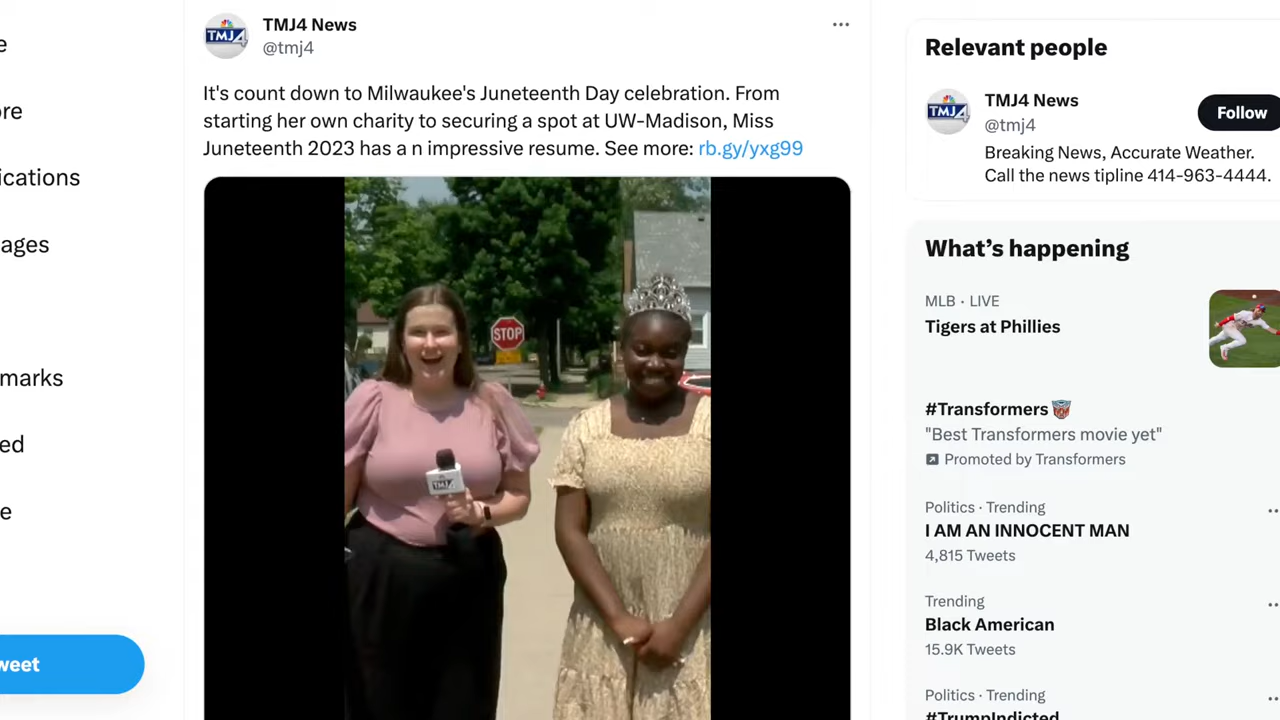 TMJ4 News
@tmj4
It's count down to Milwaukee's Juneteenth Day celebration. From
starting her own charity to securing a spot at UW-Madison, Miss
Juneteenth 2023 has a n impressive resume. See more: rb.gy/yxg99
STOP
TMJ4
e
ore
ications
ages
marks
ed
e
weet
Relevant people
TMJ4 News
@tmj4
Follow
Breaking News, Accurate Weather.
Call the news tipline 414-963-4444.
What's happening
MLB · LIVE
Tigers at Phillies
#Transformers
"Best Transformers movie yet"
Promoted by Transformers
Politics · Trending
I AM AN INNOCENT MAN
4,815 Tweets
Trending
Black American
15.9K Tweets
Politics · Trending
#TrumpIndicted